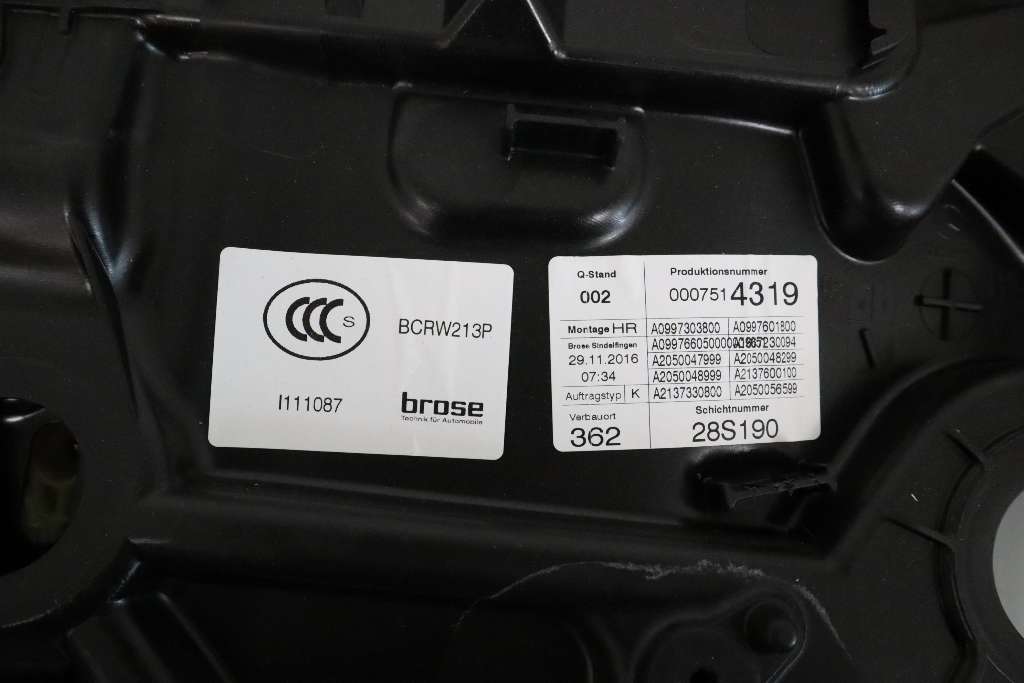 CCC S
BCRW213P
I111087
brose
Technik für Automobile
Q-Stand
002
Produktionsnummer
0007514319
Montage HR
Brose Sindelfingen
29.11.2016
07:34
Auftragstyp K
A0997303800 A0997601800
A2050047999 A2050048299
A2050048999 A2137600100
A2137330800 A2050056599
Verbauort
362
Schichtnummer
28S190